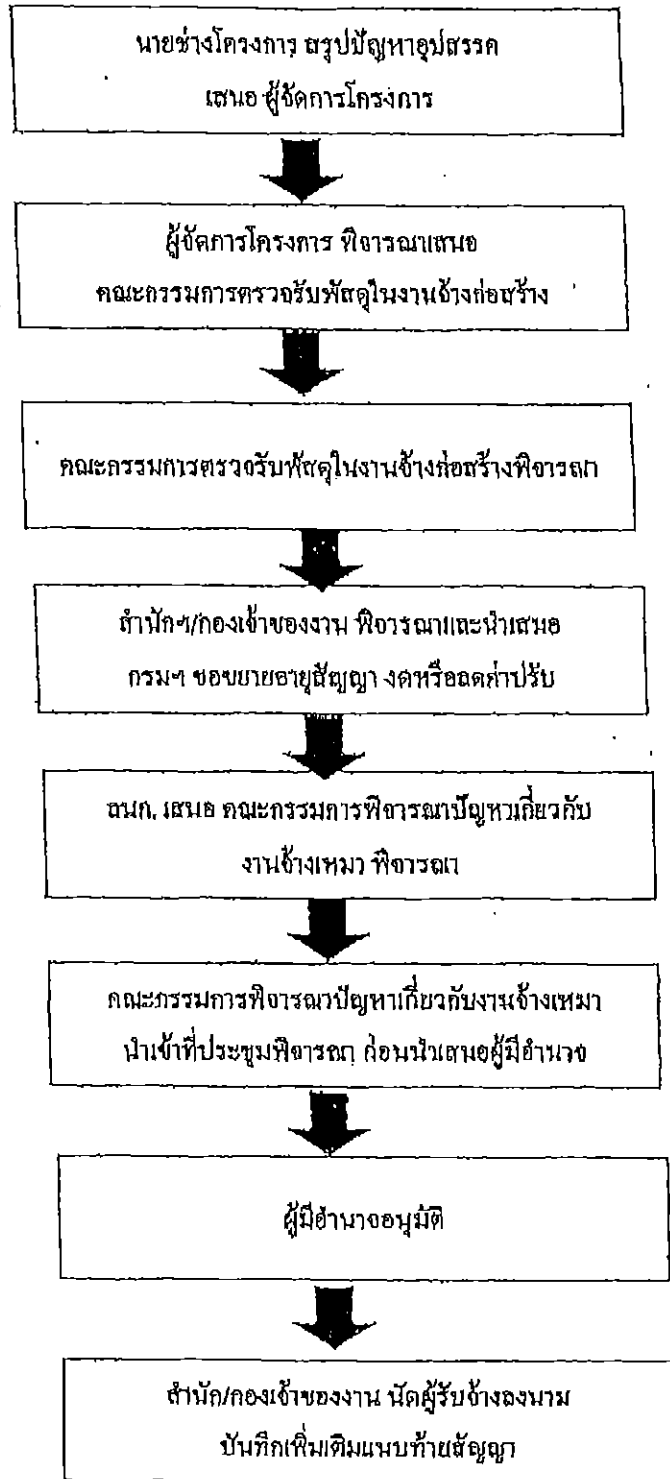 นายช่างโครงการ สรุปปัญหาอุปสรรค
เสนอ ผู้จัดการโครงการ
ผู้จัดการโครงการ พิจารณาเสนอ
คณะกรรมการตรวจรับพัสดุในงานจ้างก่อสร้าง
คณะกรรมการตรวจรับพัสดุในงานจ้างก่อสร้างพิจารณา
สำนักฯ/กองเจ้าของงาน พิจารณาและนำเสนอ
กรมฯ ขอขยายอายุสัญญา งดหรือลดค่าปรับ
สนก. เสนอ คณะกรรมการพิจารณาปัญหาเกี่ยวกับ
งานจ้างเหมา พิจารณา
คณะกรรมการพิจารณาปัญหาเกี่ยวกับงานจ้างเหมา
นำเข้าที่ประชุมพิจารณา ก่อนนำเสนอผู้มีอำนาจ
ผู้มีอำนาจอนุมัติ
สำนัก/กองเจ้าของงาน นัดผู้รับจ้างลงนาม
บันทึกเพิ่มเติมแนบท้ายสัญญา